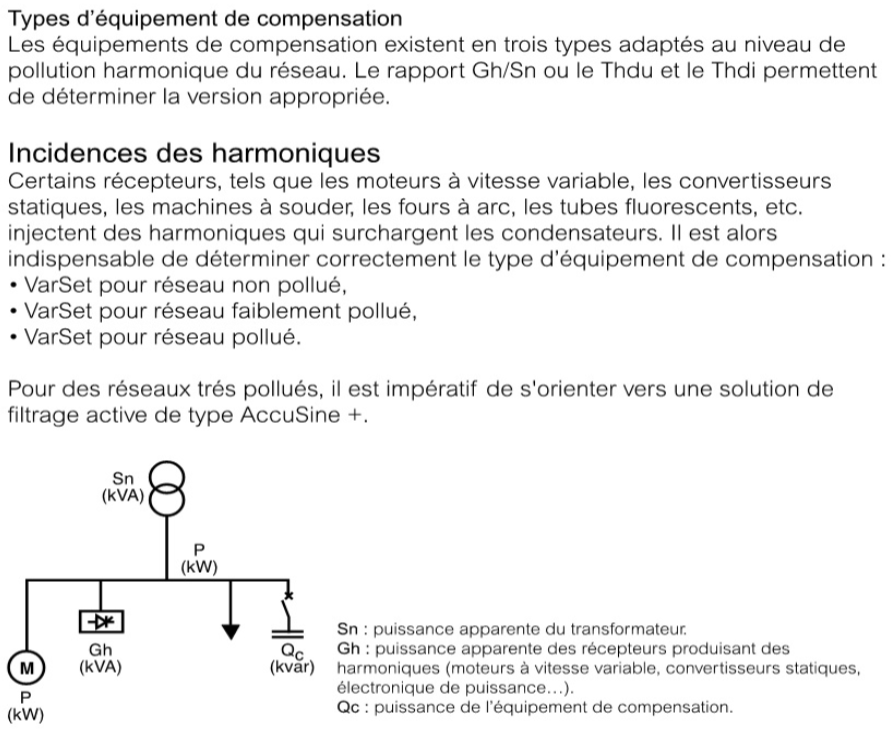 Types d’équipement de compensation
Les équipements de compensation existent en trois types adaptés au niveau de
pollution harmonique du réseau. Le rapport Gh/Sn ou le Thdu et le Thdi permettent
de déterminer la version appropriée.
Incidences des harmoniques
Certains récepteurs, tels que les moteurs à vitesse variable, les convertisseurs
statiques, les machines à souder, les fours à arc, les tubes fluorescents, etc.
injectent des harmoniques qui surchargent les condensateurs. Il est alors
indispensable de déterminer correctement le type d’équipement de compensation :
• VarSet pour réseau non pollué,
• VarSet pour réseau faiblement pollué,
• VarSet pour réseau pollué.
Pour des réseaux trés pollués, il est impératif de s'orienter vers une solution de
filtrage active de type AccuSine +.
Sn
(kVA)
P
(kW)
Gh
(kVA)
M
P
(kW)
Qc
(kvar)
Sn : puissance apparente du transformateur.
Gh : puissance apparente des récepteurs produisant des
harmoniques (moteurs à vitesse variable, convertisseurs statiques,
électronique de puissance...).
Qc : puissance de l’équipement de compensation.